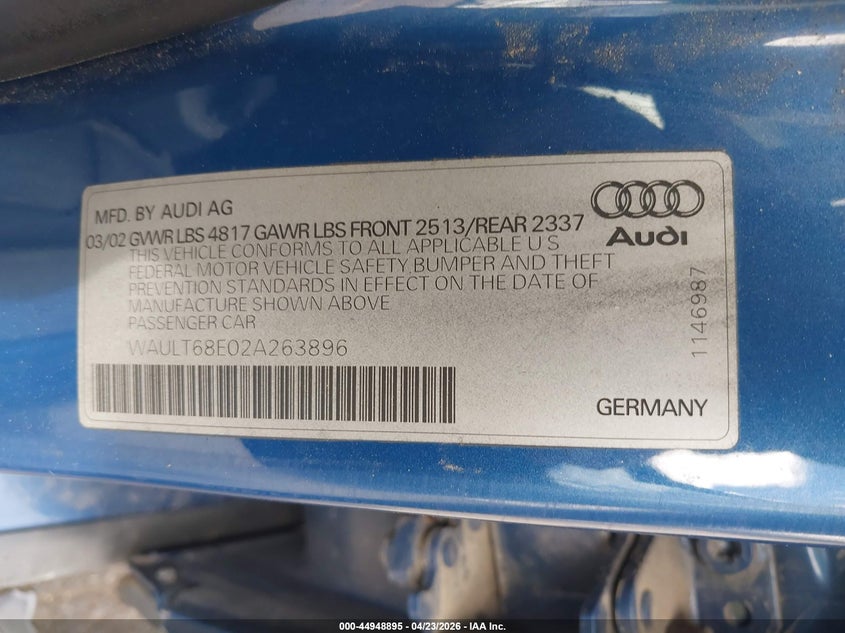 MFD. BY AUDI AG
03/02 GVWR LBS 4817 GAWR LBS FRONT 2513/REAR 2337
THIS VEHICLE CONFORMS TO ALL APPLICABLE U S
FEDERAL MOTOR VEHICLE SAFETY, BUMPER AND THEFT
PREVENTION STANDARDS IN EFFECT ON THE DATE OF
MANUFACTURE SHOWN ABOVE
PASSENGER CAR
WAULT68E02A263896
Audi
1146987
GERMANY
000-44948895 - 04/23/2026 - IAA Inc.